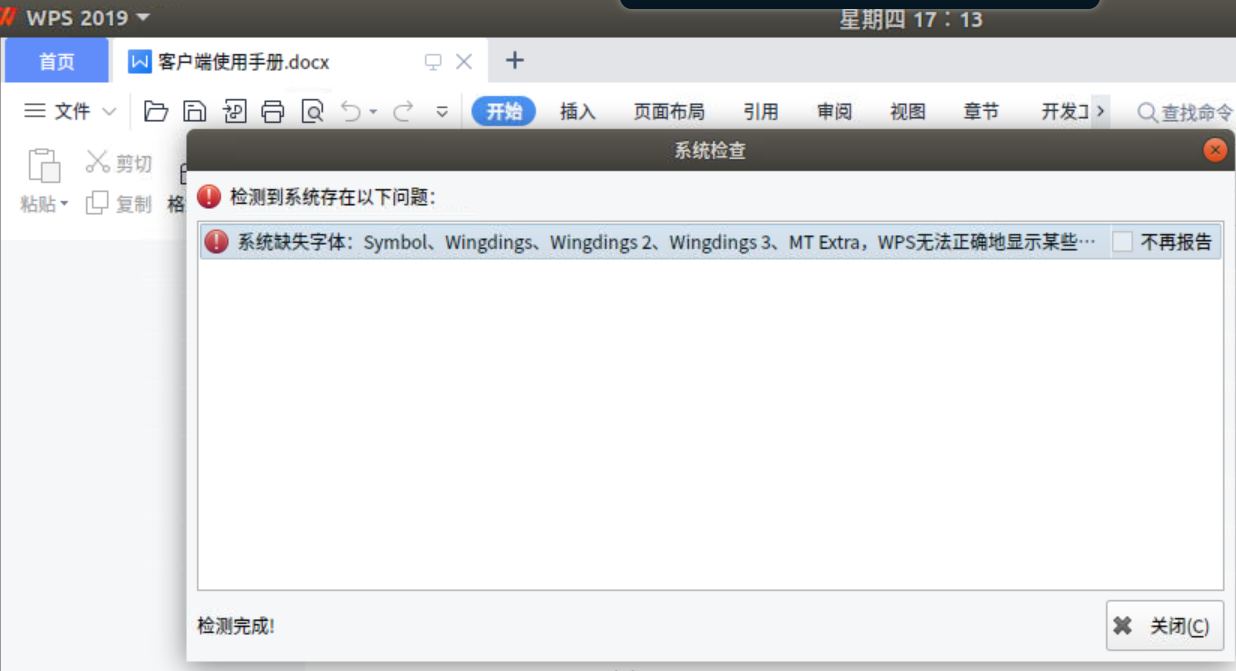 WPS 2019
星期四 17：13
首页
客户端使用手册.docx
文件
开始 插入 页面布局 引用 审阅 视图 章节 开发工 查找命令
剪切
粘贴 复制 格
系统检查
检测到系统存在以下问题：
系统缺失字体：Symbol、Wingdings、Wingdings 2、Wingdings 3、MT Extra，WPS无法正确地显示某些… 不再报告
检测完成!
关闭(C)